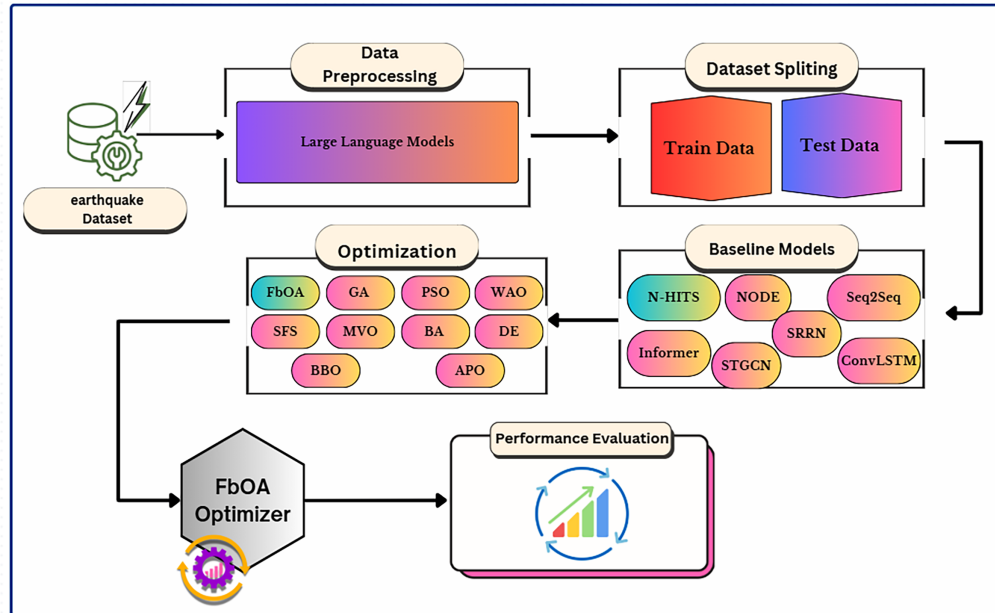 Data
Preprocessing
Dataset Spliting
Large Language Models
Train Data
Test Data
earthquake
Dataset
Optimization
Baseline Models
FbOA
GA
PSO
WAO
SFS
MVO
BA
DE
BBO
APO
N-HITS
NODE
Seq2Seq
SRRN
Informer
STGCN
ConvLSTM
FbOA
Optimizer
Performance Evaluation